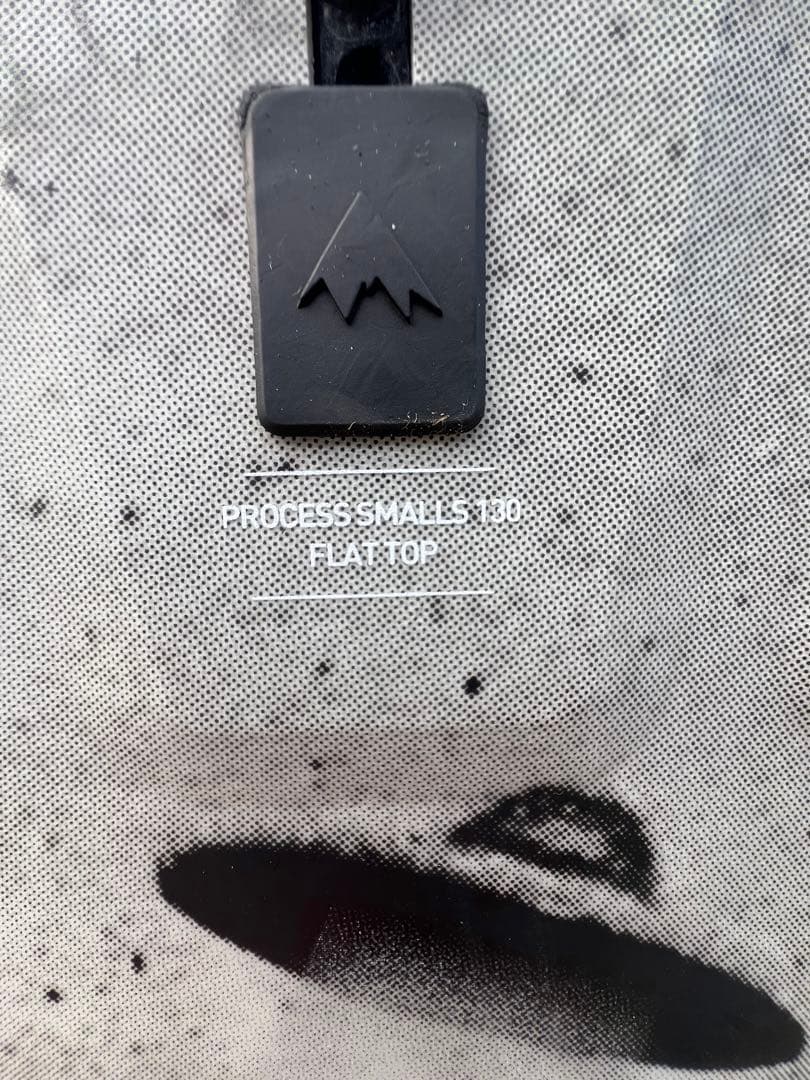 PROCESS SMALLS 130
FLAT TOP